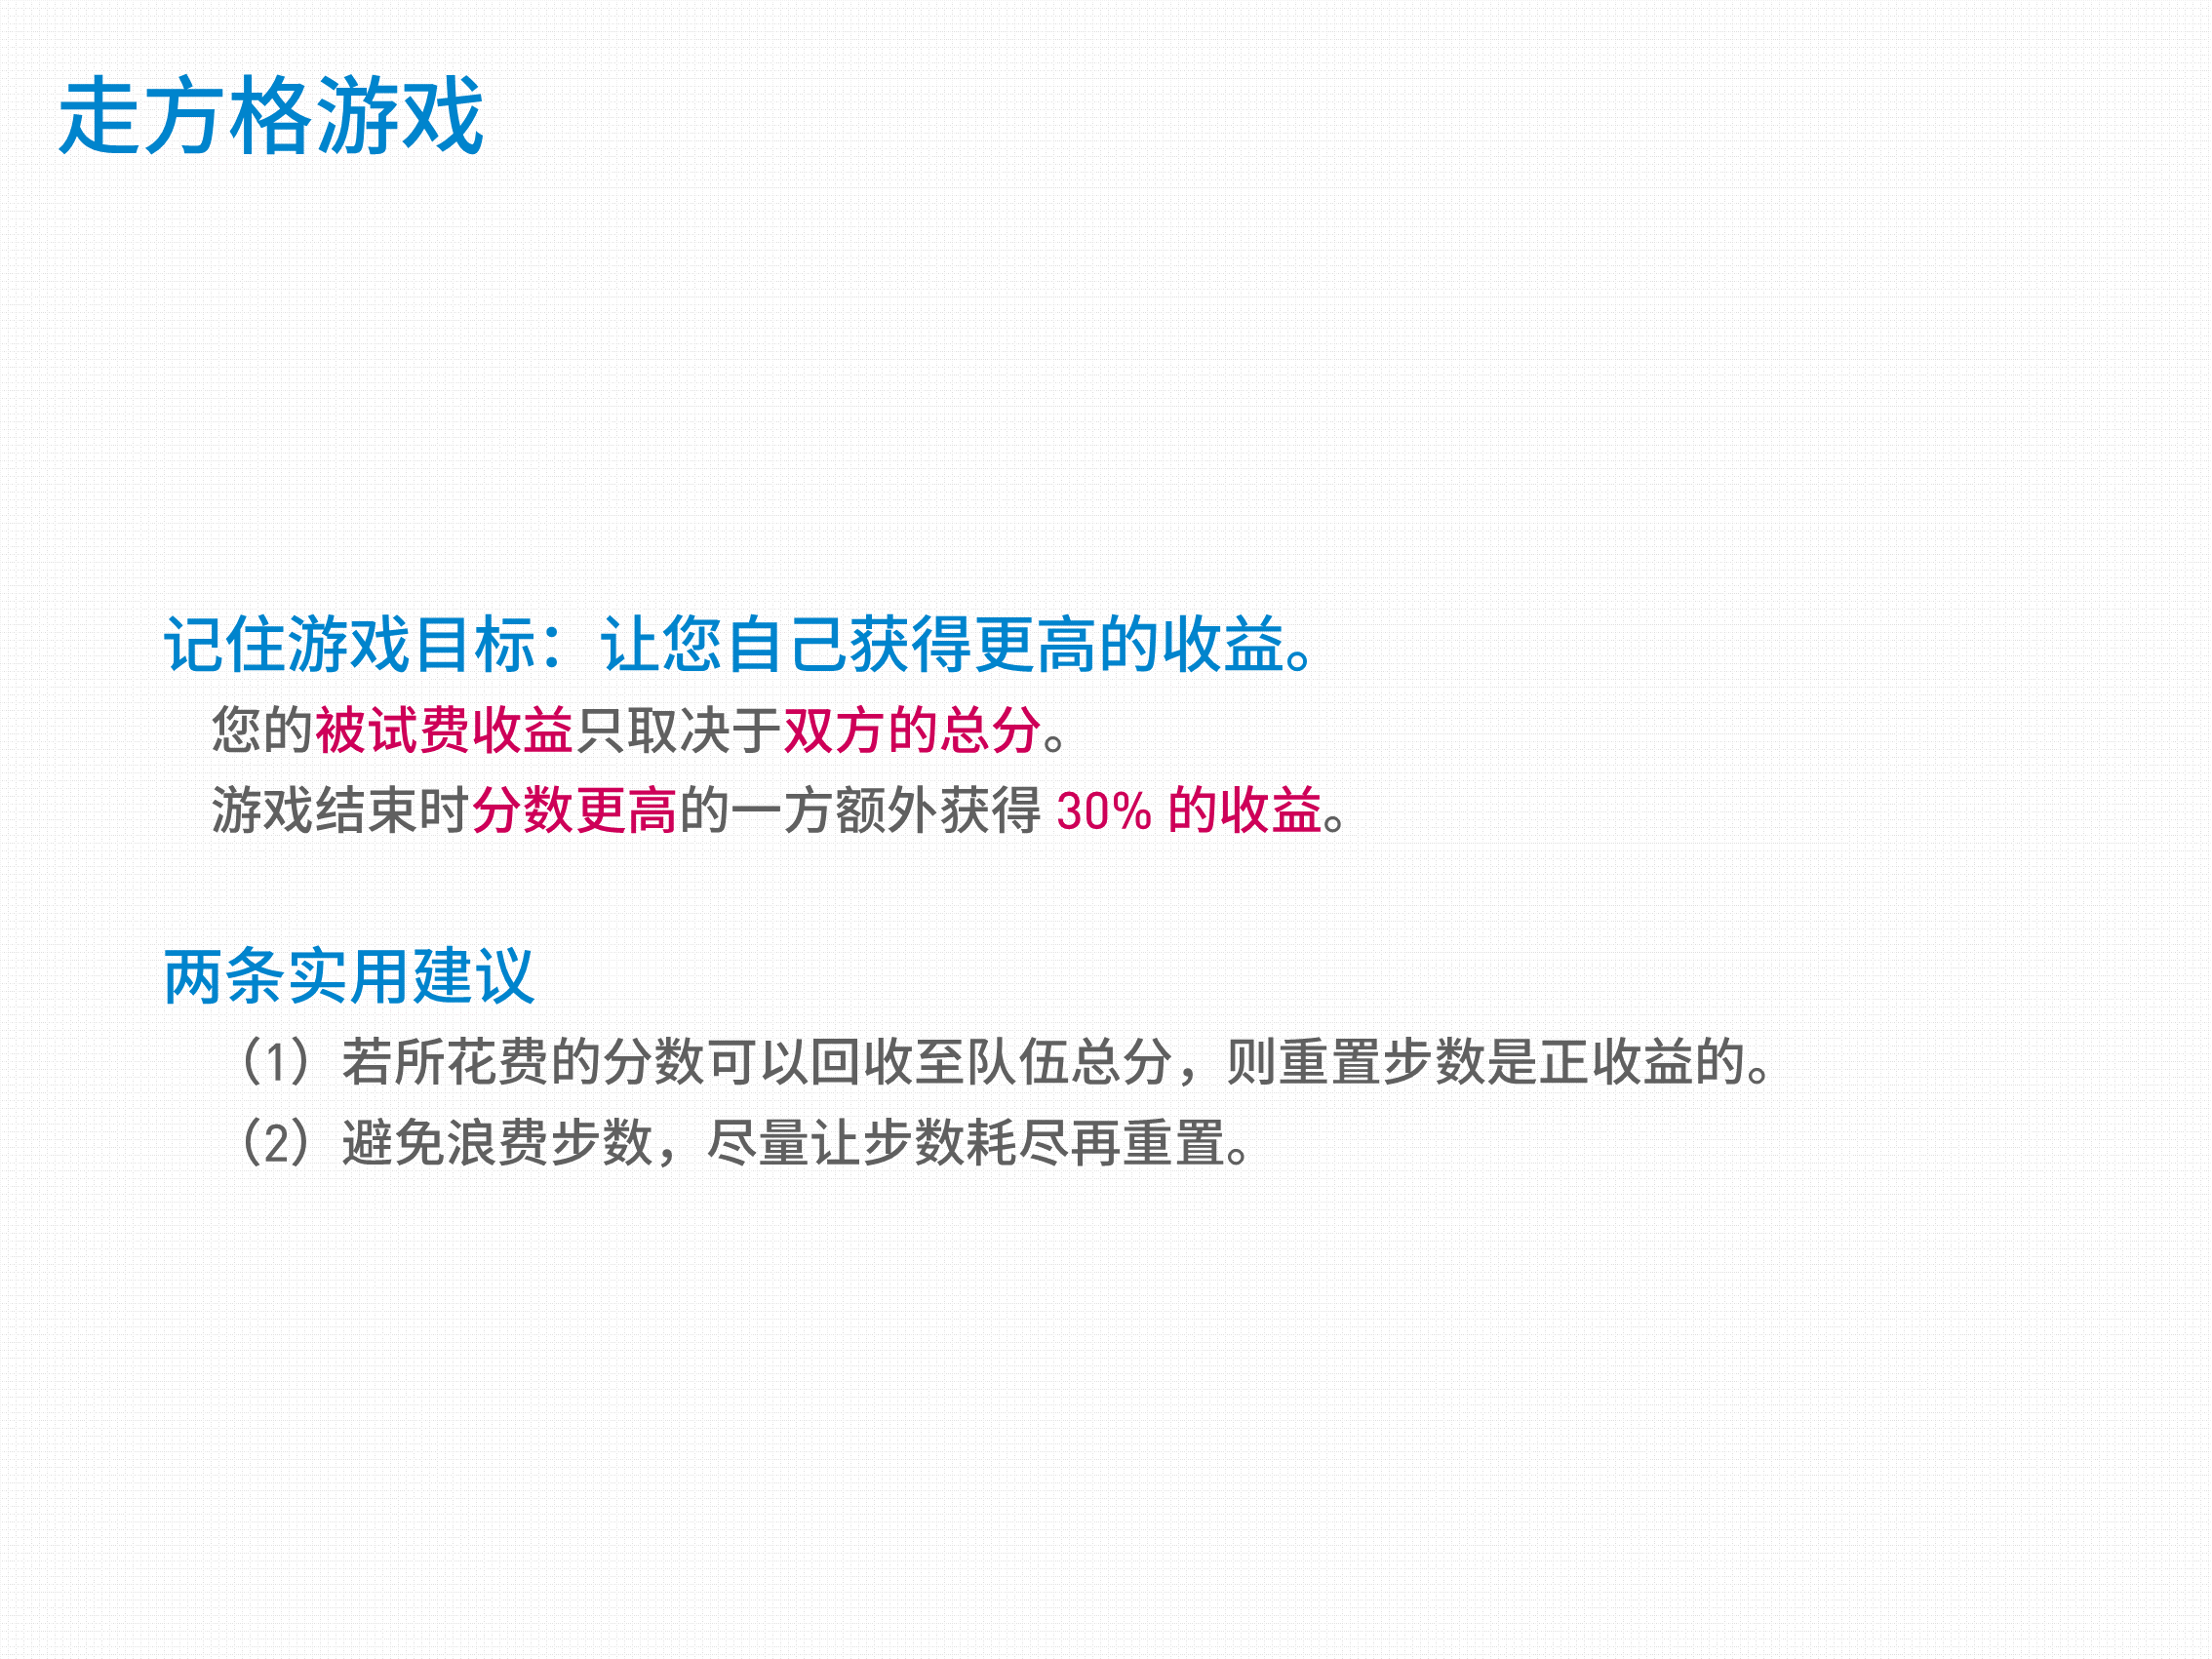 走方格游戏
记住游戏目标：让您自己获得更高的收益。
您的被试费收益只取决于双方的总分。
游戏结束时分数更高的一方额外获得 30% 的收益。
两条实用建议
（1）若所花费的分数可以回收至队伍总分，则重置步数是正收益的。
（2）避免浪费步数，尽量让步数耗尽再重置。